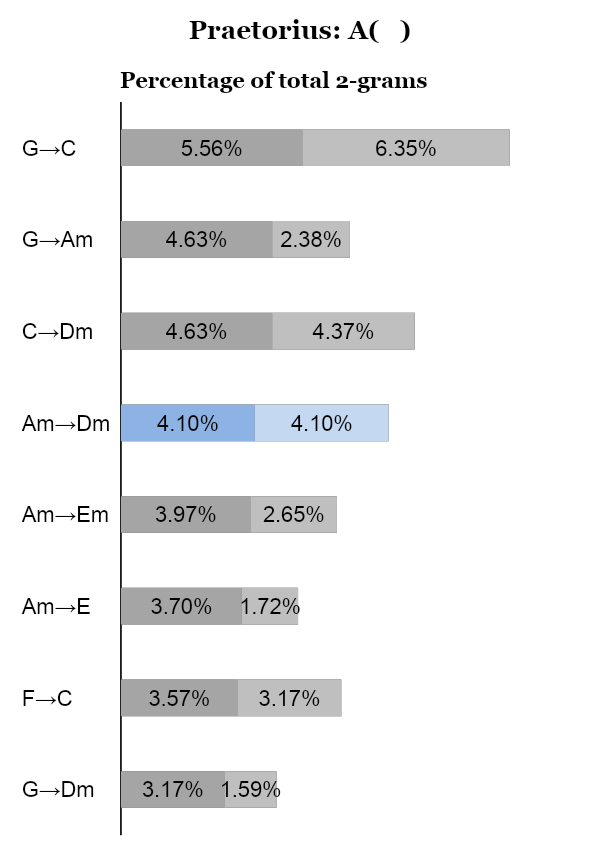 Praetorius: A( )
Percentage of total 2-grams
G→C 5.56% 6.35%
G→Am 4.63% 2.38%
C→Dm 4.63% 4.37%
Am→Dm 4.10% 4.10%
Am→Em 3.97% 2.65%
Am→E 3.70% 1.72%
F→C 3.57% 3.17%
G→Dm 3.17% 1.59%